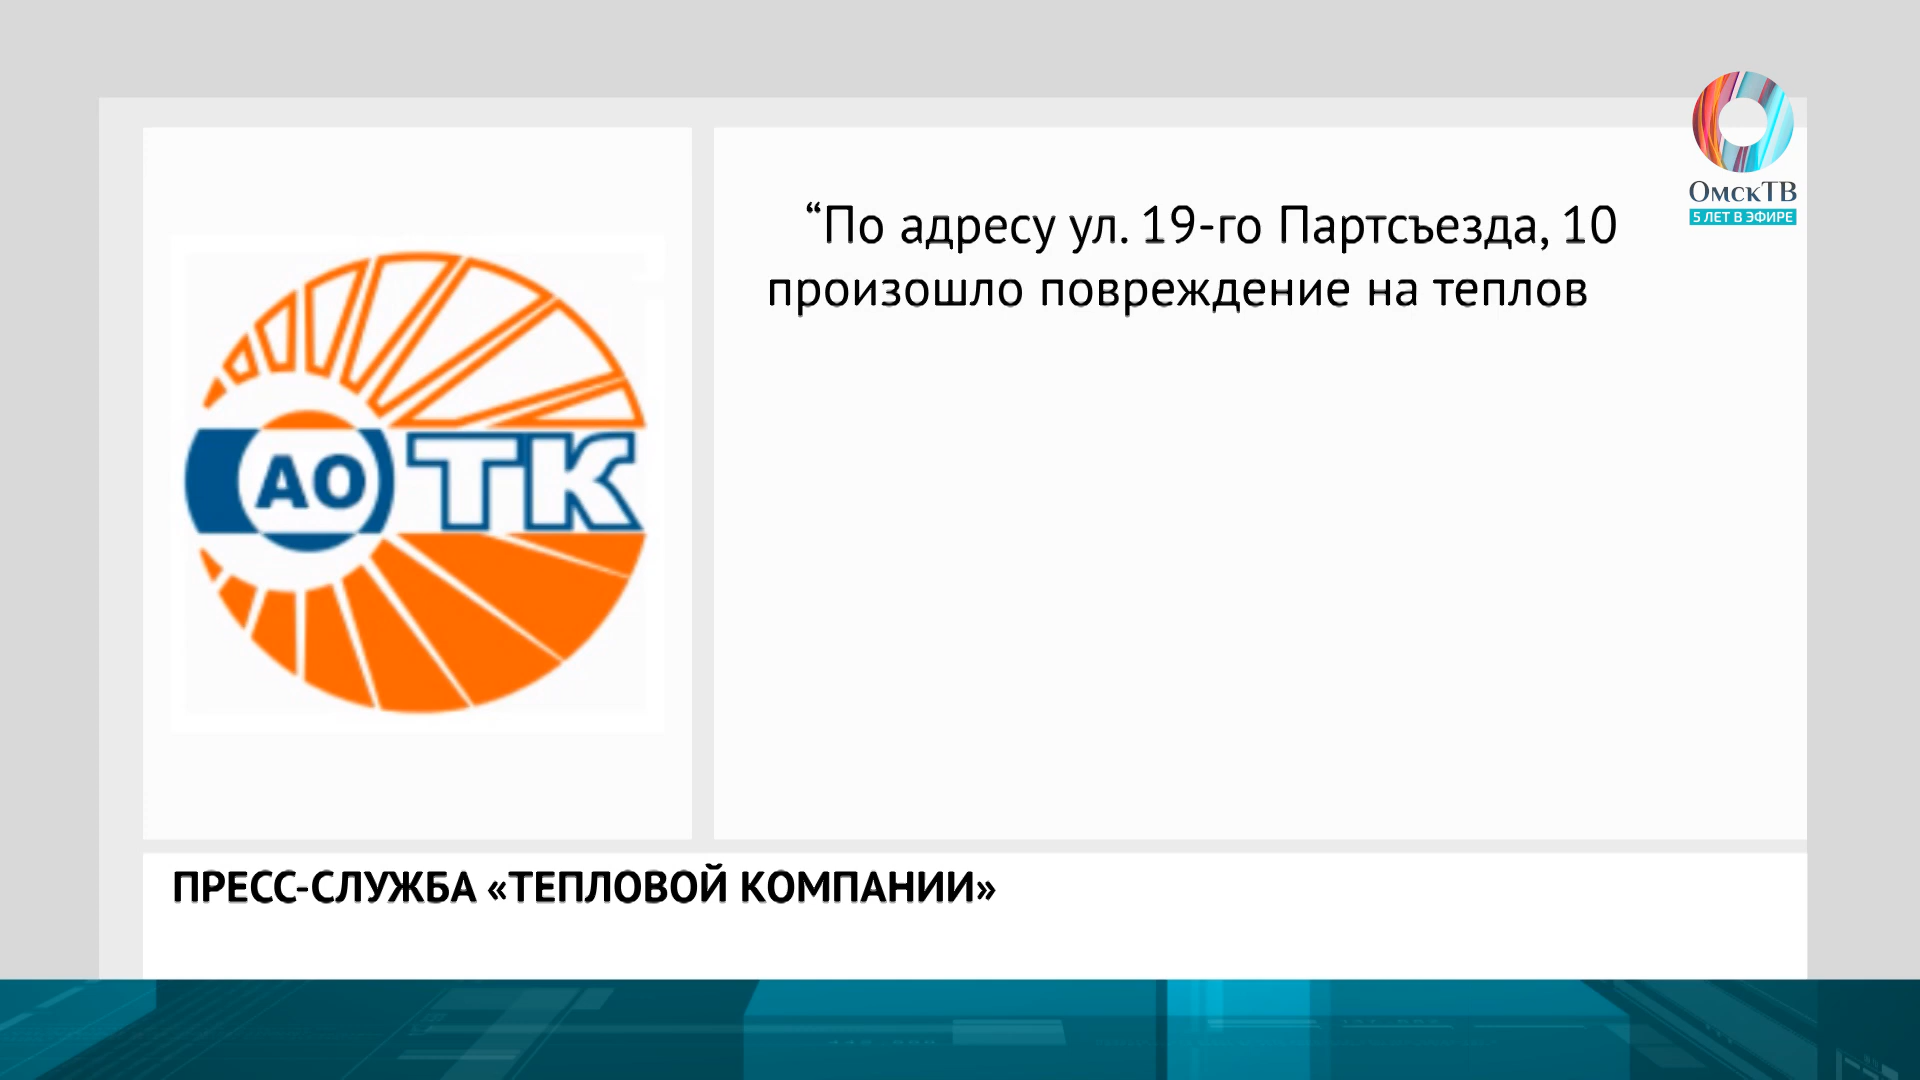 ОмскТВ
5 ЛЕТ В ЭФИРЕ
“По адресу ул. 19-го Партсъезда, 10
произошло повреждение на теплов
АО ТК
ПРЕСС-СЛУЖБА «ТЕПЛОВОЙ КОМПАНИИ»